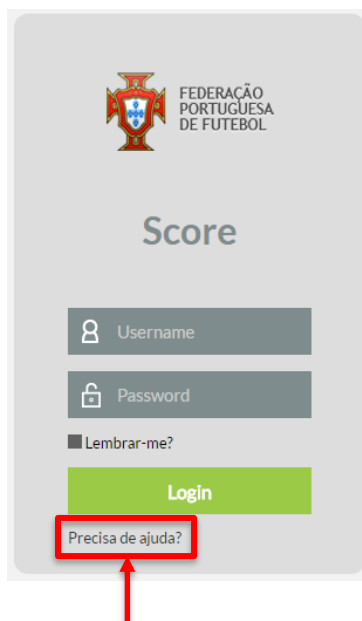 FEDERAÇÃO
PORTUGUESA
DE FUTEBOL
Score
Username
Password
Lembrar-me?
Login
Precisa de ajuda?